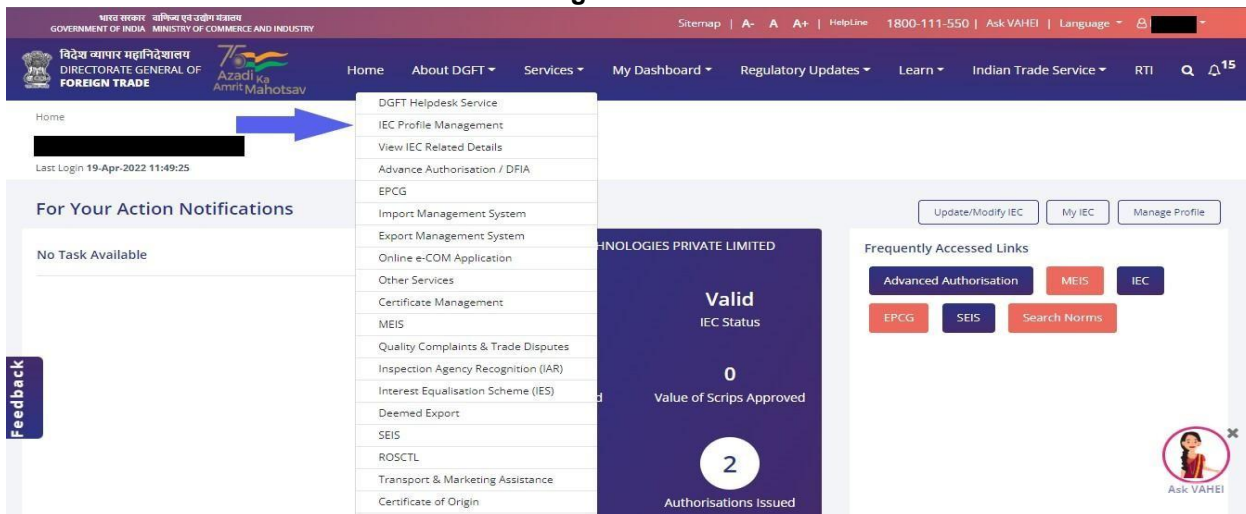 भारत सरकार वाणिज्य एवं उद्योग मंत्रालय
GOVERNMENT OF INDIA MINISTRY OF COMMERCE AND INDUSTRY
Sitemap | A- A A+ | HelpLine 1800-111-550 | Ask VAHEI | Language
विदेश व्यापार महानिदेशालय
DIRECTORATE GENERAL OF
FOREIGN TRADE
75
Azadi Ka
Amrit Mahotsav
Home About DGFT Services My Dashboard Regulatory Updates Learn Indian Trade Service RTI 15
Home
Last Login 19-Apr-2022 11:49:25
DGFT Helpdesk Service
IEC Profile Management
View IEC Related Details
Advance Authorisation / DFIA
EPCG
Import Management System
Export Management System
Online e-COM Application
Other Services
Certificate Management
MEIS
Quality Complaints & Trade Disputes
Inspection Agency Recognition (IAR)
Interest Equalisation Scheme (IES)
Deemed Export
SEIS
ROSCTL
Transport & Marketing Assistance
Certificate of Origin
For Your Action Notifications
Update/Modify IEC My IEC Manage Profile
No Task Available
HNOLOGIES PRIVATE LIMITED
Valid
IEC Status
0
Value of Scrips Approved
2
Authorisations Issued
Frequently Accessed Links
Advanced Authorisation MEIS IEC
EPCG SEIS Search Norms
Feedback
Ask VAHEI